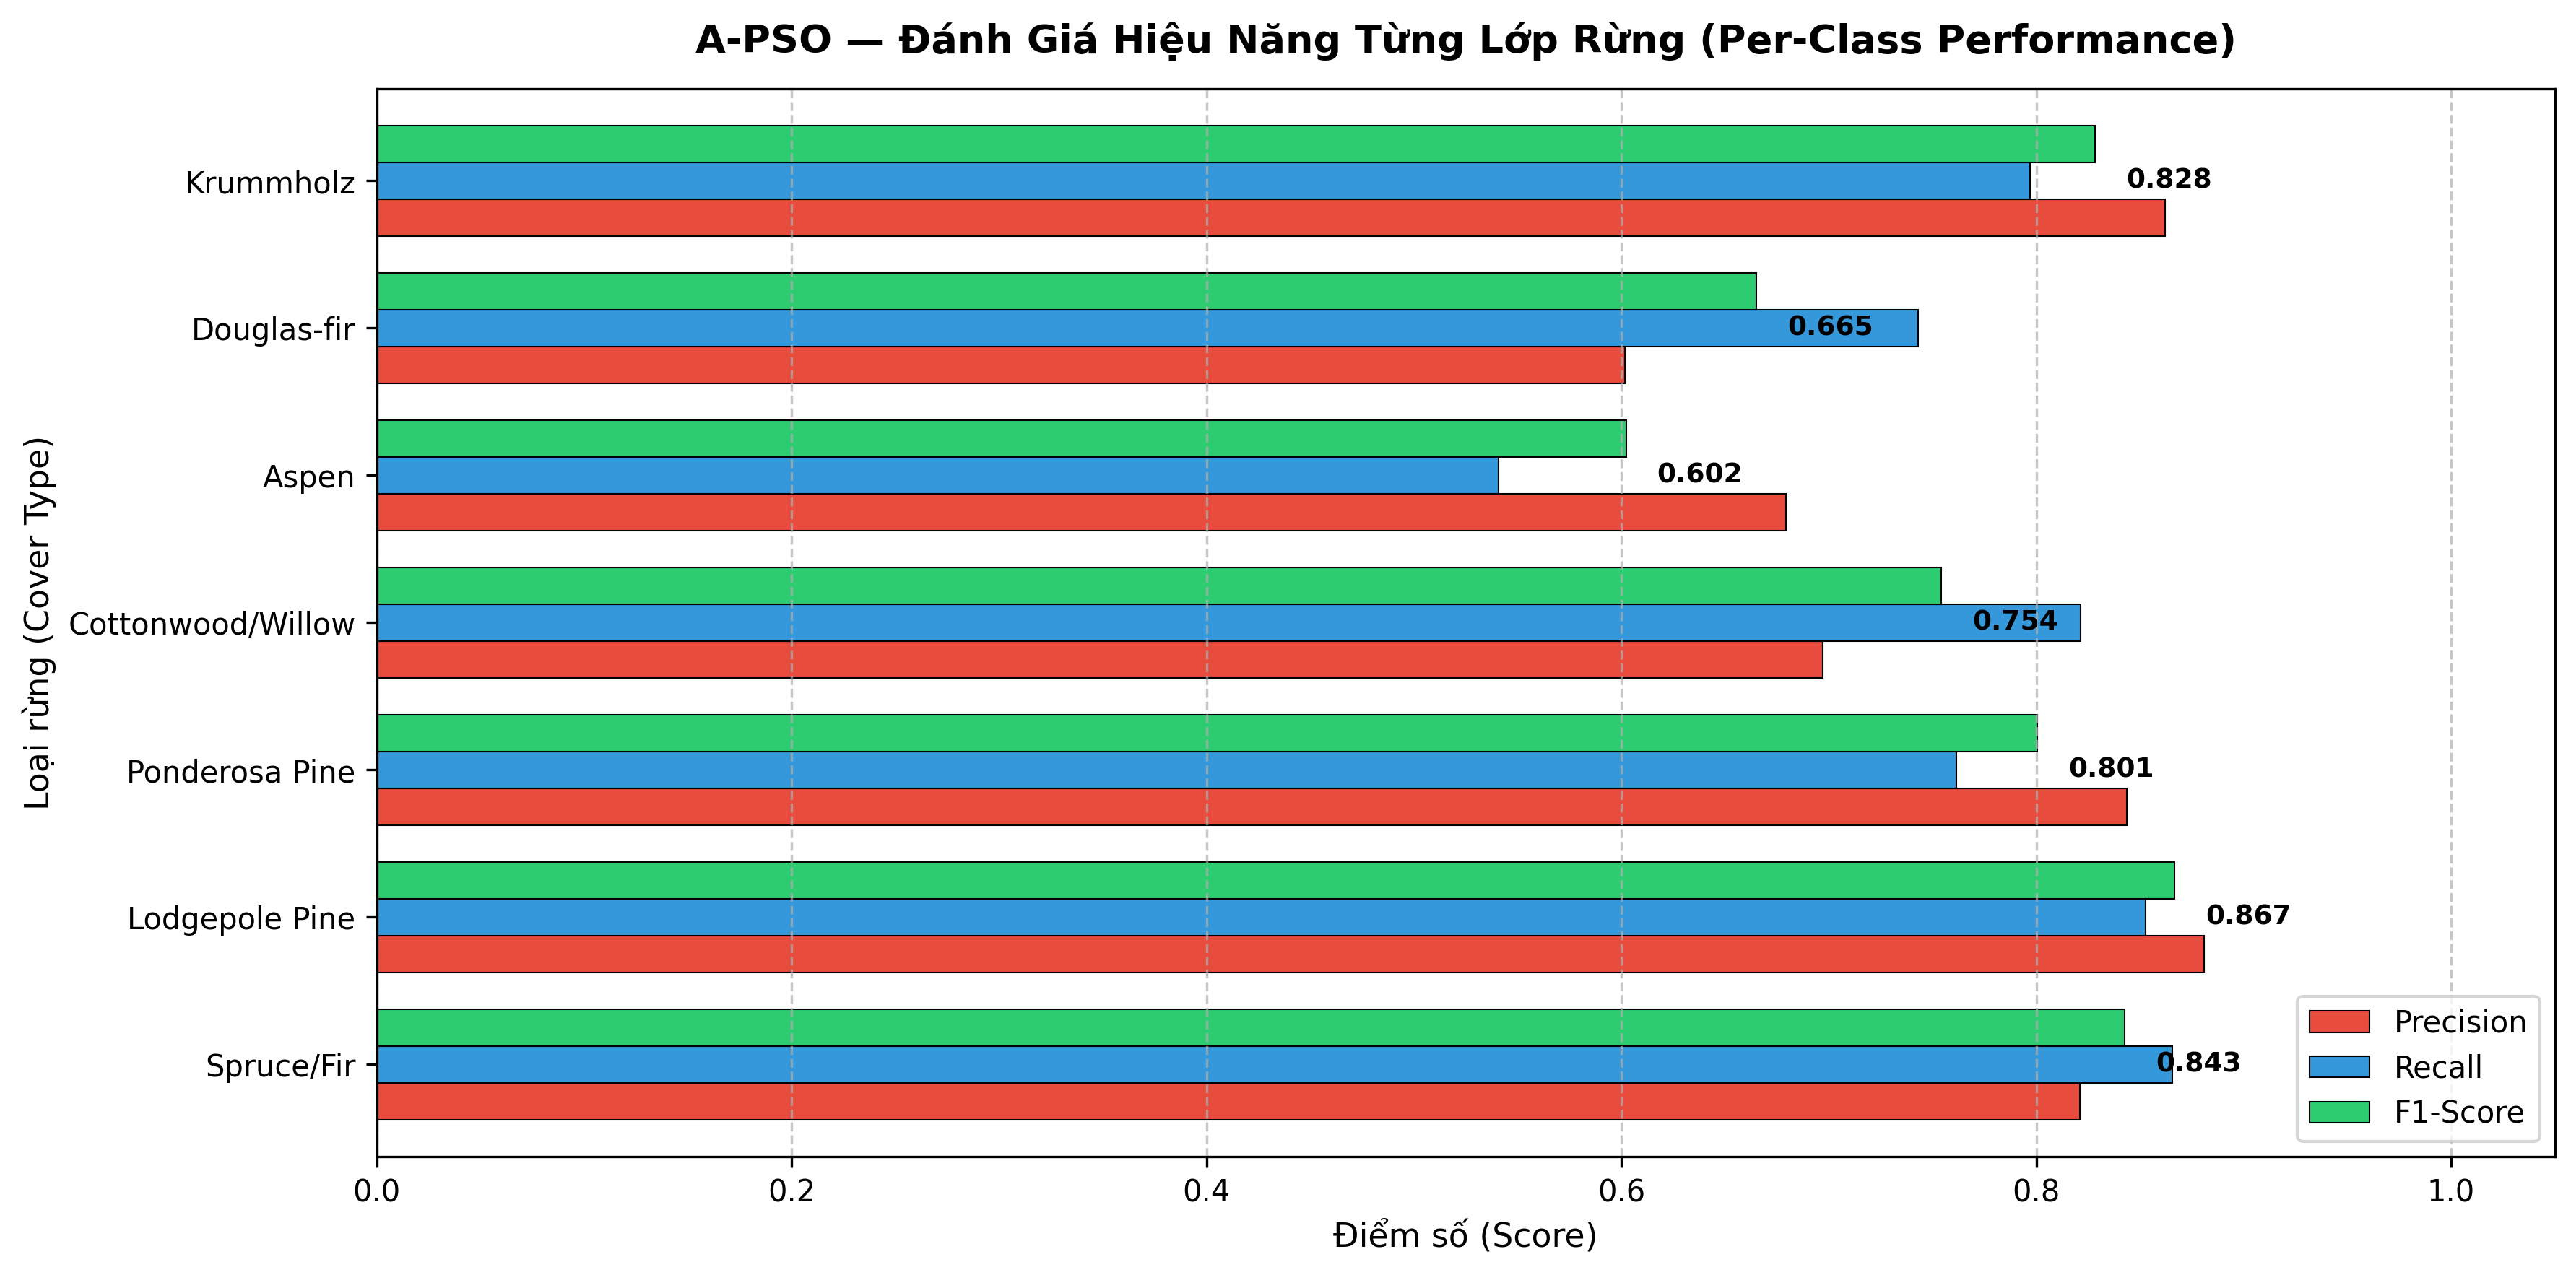 A-PSO — Đánh Giá Hiệu Năng Từng Lớp Rừng (Per-Class Performance)
Loại rừng (Cover Type)
Krummholz
0.828
Douglas-fir
0.665
Aspen
0.602
Cottonwood/Willow
0.754
Ponderosa Pine
0.801
Lodgepole Pine
0.867
Spruce/Fir
0.843
Precision
Recall
F1-Score
0.0 0.2 0.4 0.6 0.8 1.0
Điểm số (Score)